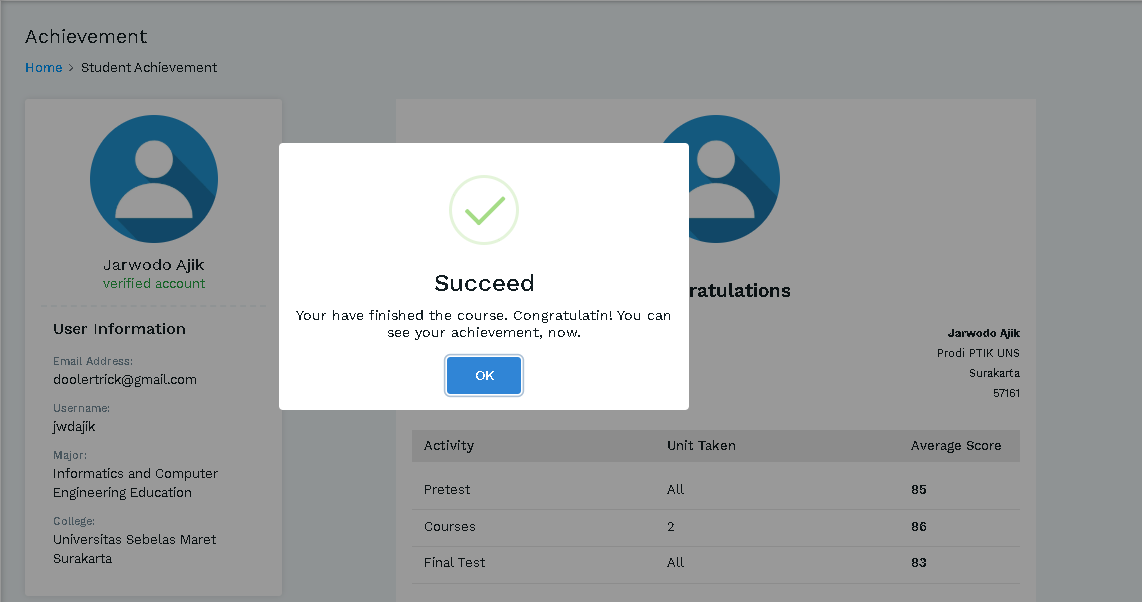 Achievement
Home > Student Achievement
Jarwodo Ajik
verified account
User Information
Email Address:
doolertrick@gmail.com
Username:
jwdajik
Major:
Informatics and Computer
Engineering Education
College:
Universitas Sebelas Maret
Surakarta
Succeed
Your have finished the course. Congratulatin! You can
see your achievement, now.
OK
ratulations
Jarwodo Ajik
Prodi PTIK UNS
Surakarta
57161
Activity Unit Taken Average Score
Pretest All 85
Courses 2 86
Final Test All 83